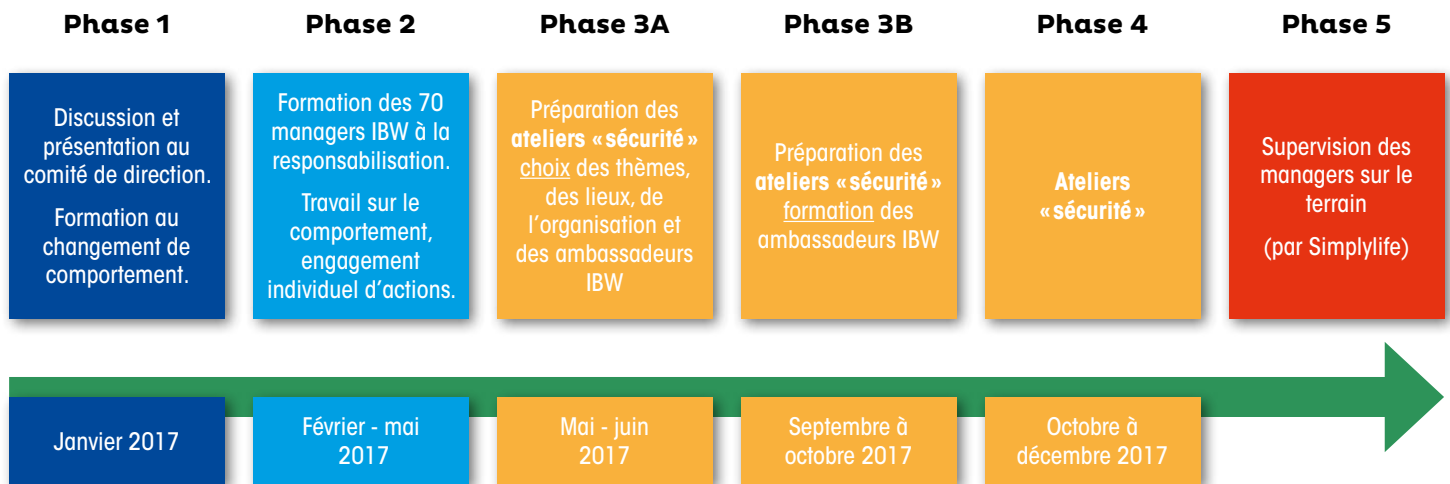 Phase 1
Phase 2
Phase 3A
Phase 3B
Phase 4
Phase 5
Discussion et
présentation au
comité de direction.
Formation au
changement de
comportement.
Formation des 70
managers IBW à la
responsabilisation.
Travail sur le
comportement,
engagement
individuel d’actions.
Préparation des
ateliers « sécurité »
choix des thèmes,
des lieux, de
l’organisation et
des ambassadeurs
IBW
Préparation des
ateliers « sécurité »
formation des
ambassadeurs IBW
Ateliers
« sécurité »
Supervision des
managers sur le
terrain
(par Simplylife)
Janvier 2017
Février - mai
2017
Mai - juin
2017
Septembre à
octobre 2017
Octobre à
décembre 2017